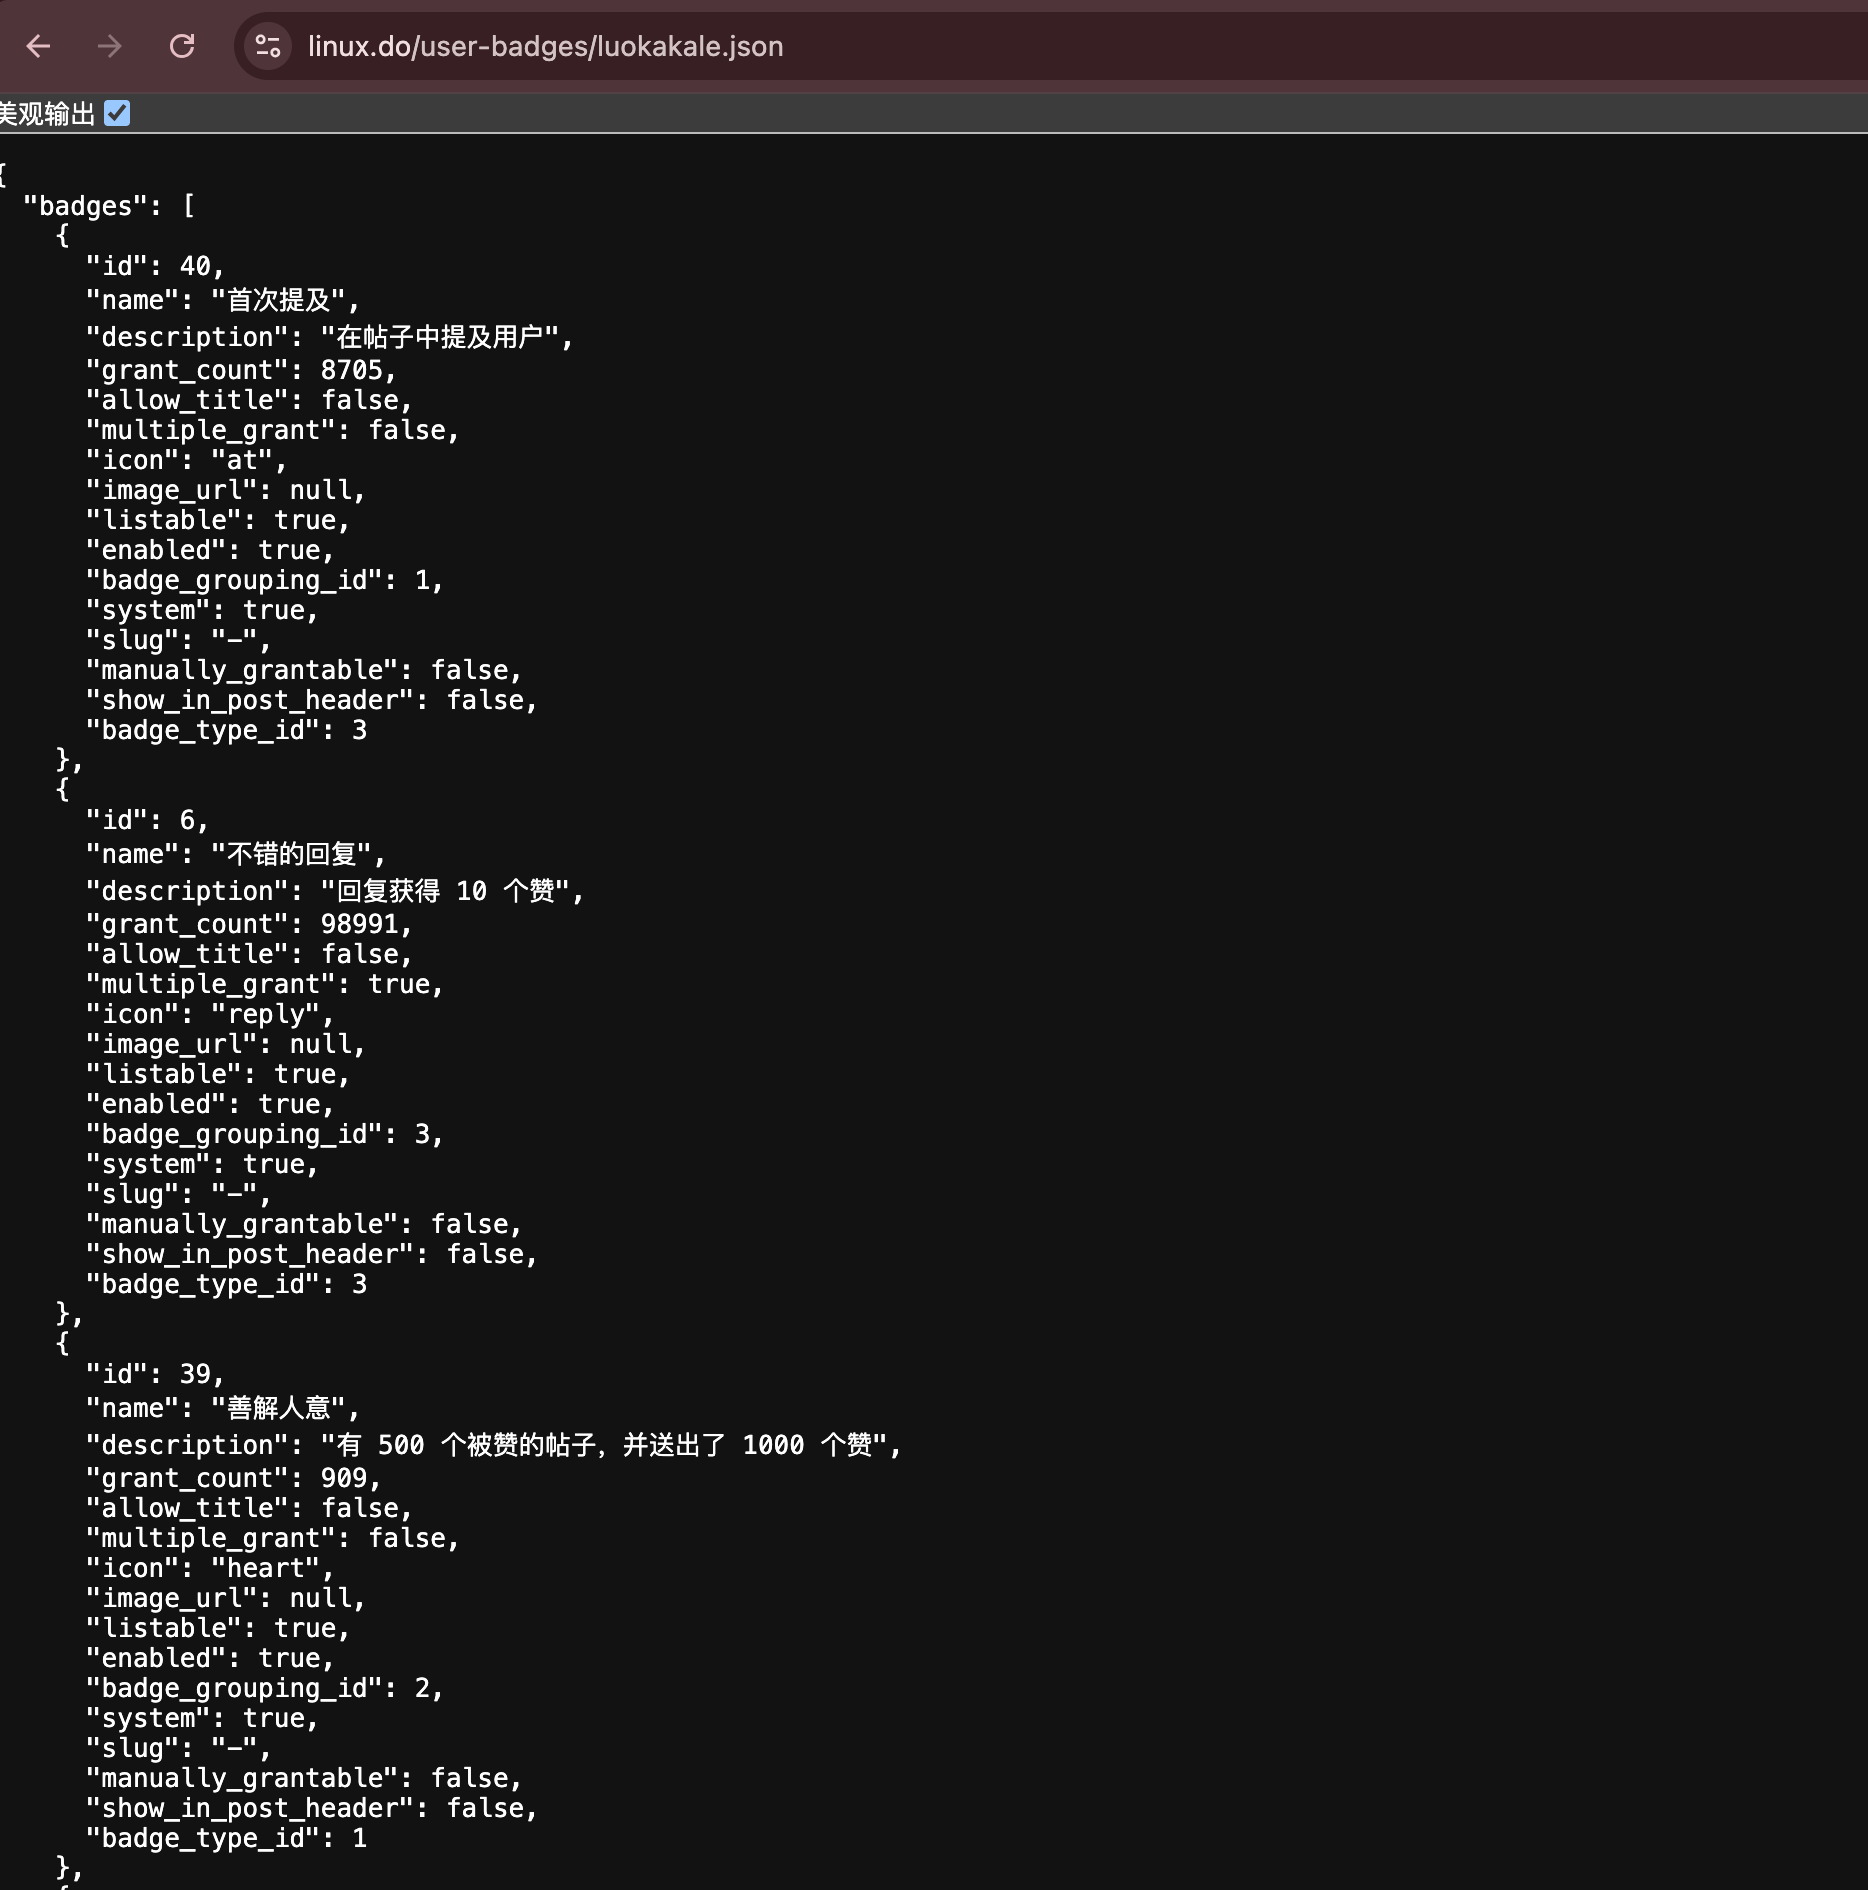 linux.do/user-badges/luokakale.json
美观输出
{
  "badges": [
    {
      "id": 40,
      "name": "首次提及",
      "description": "在帖子中提及用户",
      "grant_count": 8705,
      "allow_title": false,
      "multiple_grant": false,
      "icon": "at",
      "image_url": null,
      "listable": true,
      "enabled": true,
      "badge_grouping_id": 1,
      "system": true,
      "slug": "-",
      "manually_grantable": false,
      "show_in_post_header": false,
      "badge_type_id": 3
    },
    {
      "id": 6,
      "name": "不错的回复",
      "description": "回复获得 10 个赞",
      "grant_count": 98991,
      "allow_title": false,
      "multiple_grant": true,
      "icon": "reply",
      "image_url": null,
      "listable": true,
      "enabled": true,
      "badge_grouping_id": 3,
      "system": true,
      "slug": "-",
      "manually_grantable": false,
      "show_in_post_header": false,
      "badge_type_id": 3
    },
    {
      "id": 39,
      "name": "善解人意",
      "description": "有 500 个被赞的帖子，并送出了 1000 个赞",
      "grant_count": 909,
      "allow_title": false,
      "multiple_grant": false,
      "icon": "heart",
      "image_url": null,
      "listable": true,
      "enabled": true,
      "badge_grouping_id": 2,
      "system": true,
      "slug": "-",
      "manually_grantable": false,
      "show_in_post_header": false,
      "badge_type_id": 1
    },
    {